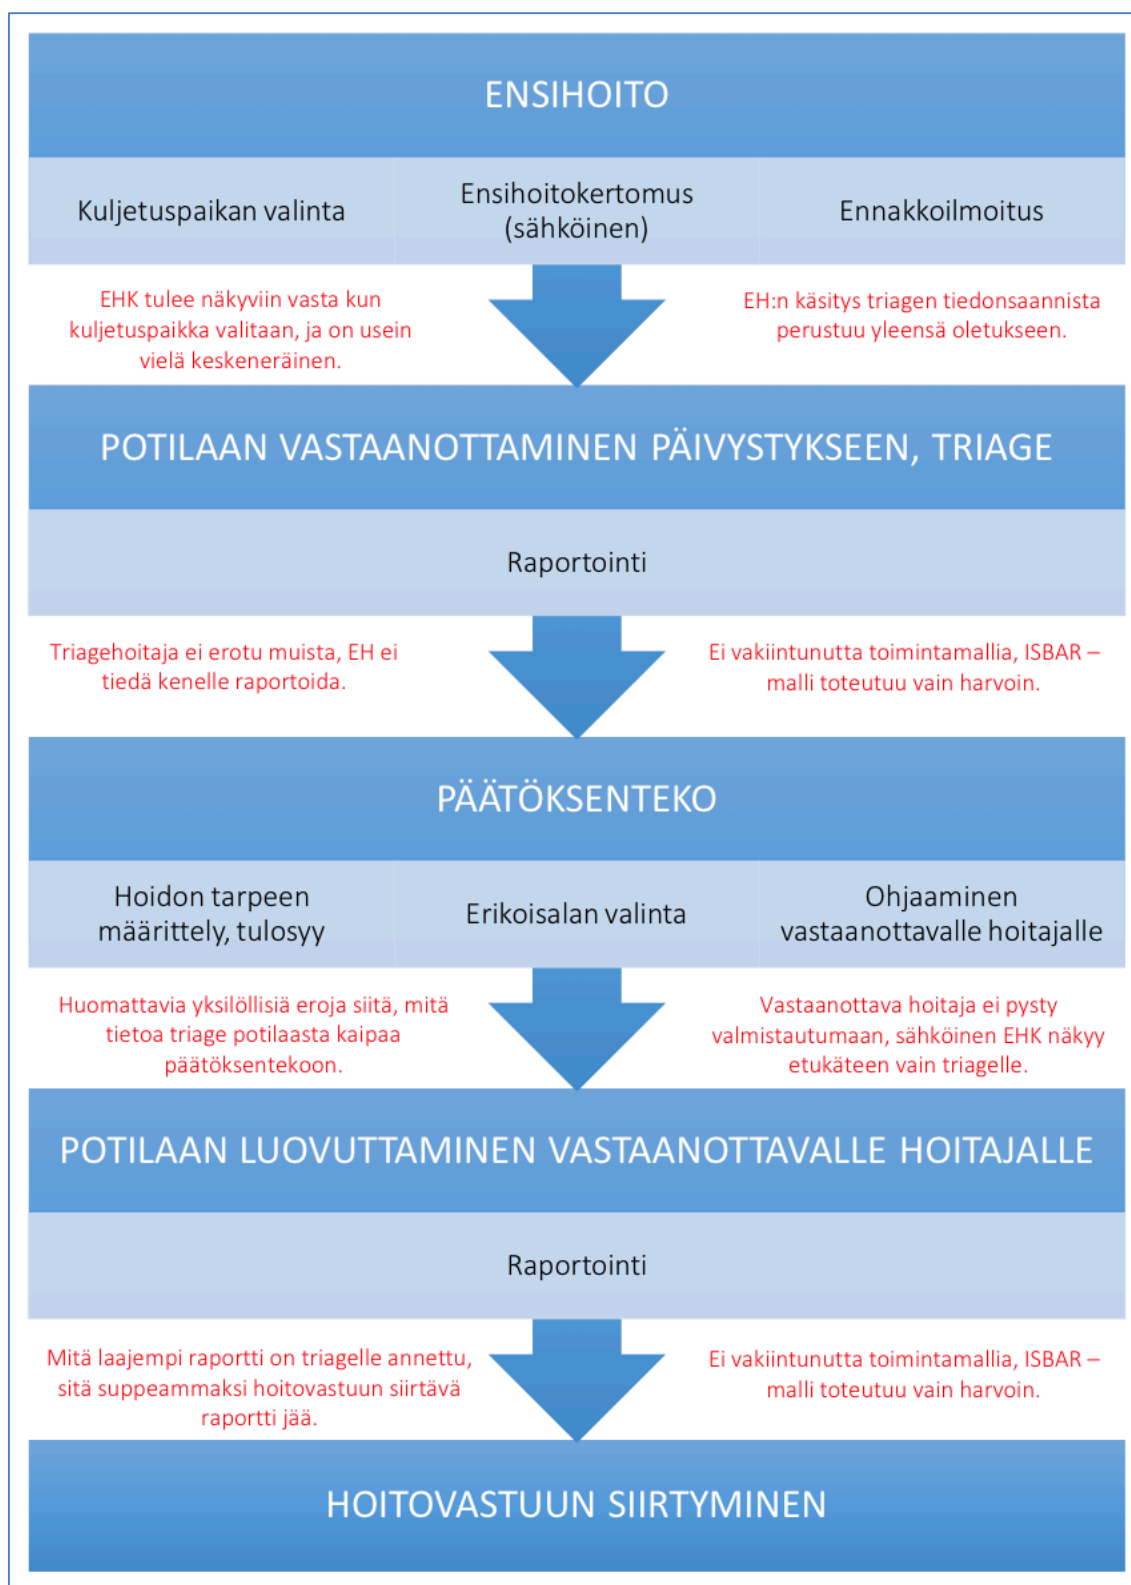 ENSIHOITO
Kuljetuspaikan valinta
Ensihoitokertomus
(sähköinen)
Ennakkoilmoitus
EHK tulee näkyviin vasta kun
kuljetuspaikka valitaan, ja on usein
vielä keskeneräinen.
EH:n käsitys triagen tiedonsaannista
perustuu yleensä oletukseen.
POTILAAN VASTAANOTTAMINEN PÄIVYSTYKSEEN, TRIAGE
Raportointi
Triagehoitaja ei erotu muista, EH ei
tiedä kenelle raportoida.
Ei vakiintunutta toimintamallia, ISBAR –
malli toteutuu vain harvoin.
PÄÄTÖKSENTEKO
Hoidon tarpeen
määrittely, tulosyy
Erikoisalan valinta
Ohjaaminen
vastaanottavalle hoitajalle
Huomattavia yksilöllisiä eroja siitä, mitä
tietoa triage potilaasta kaipaa
päätöksentekoon.
Vastaanottava hoitaja ei pysty
valmistautumaan, sähköinen EHK näkyy
etukäteen vain triagelle.
POTILAAN LUOVUTTAMINEN VASTAANOTTAVALLE HOITAJALLE
Raportointi
Mitä laajempi raportti on triagelle annettu,
sitä suppeammaksi hoitovastuun siirtävä
raportti jää.
Ei vakiintunutta toimintamallia, ISBAR –
malli toteutuu vain harvoin.
HOITOVASTUUN SIIRTYMINEN